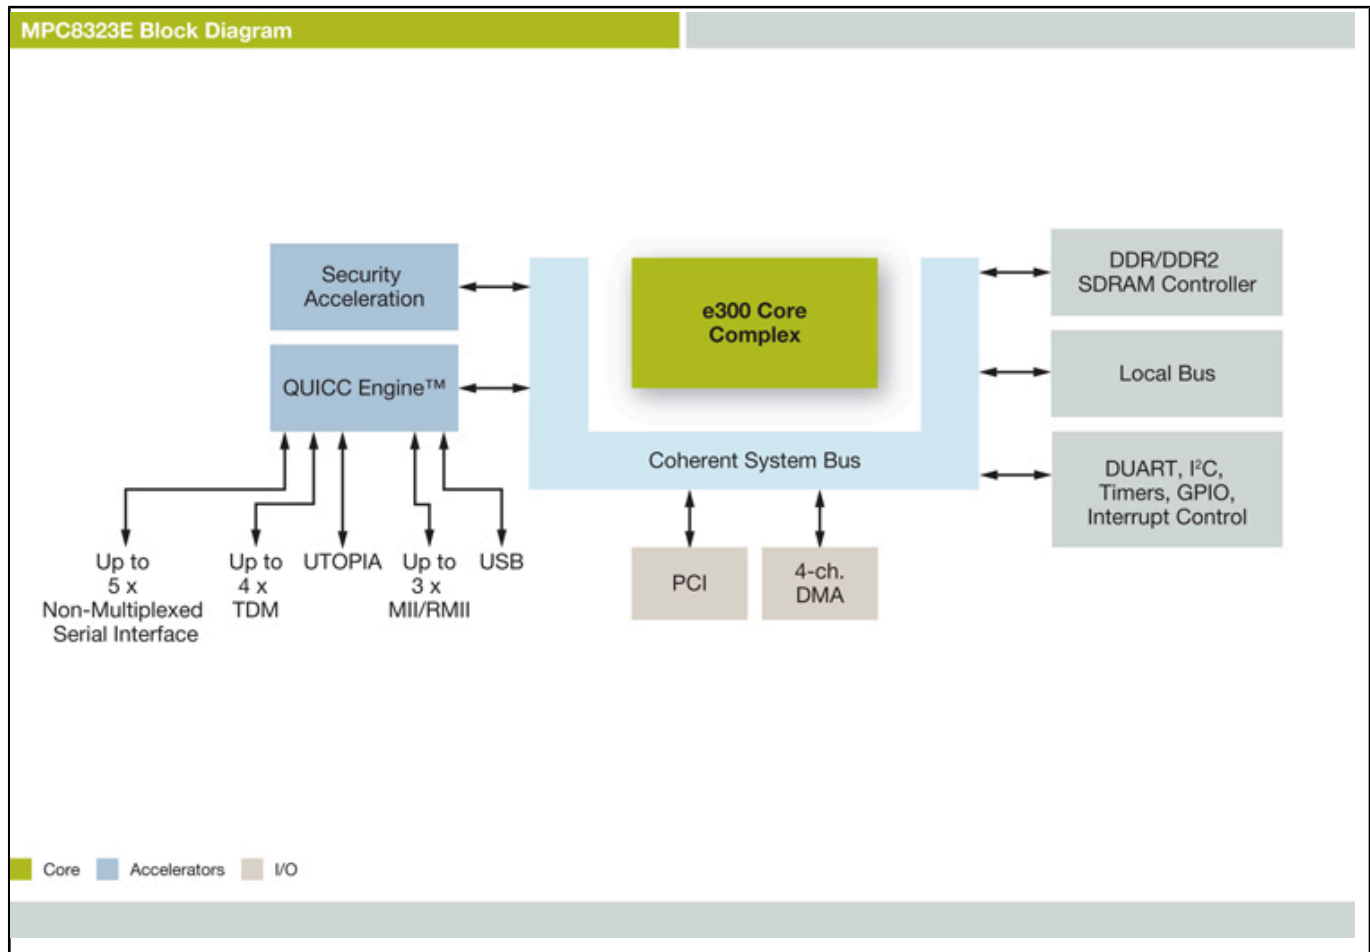 MPC8323E Block Diagram
Security
Acceleration
QUICC Engine™
e300 Core
Complex
Coherent System Bus
DDR/DDR2
SDRAM Controller
Local Bus
DUART, I²C,
Timers, GPIO,
Interrupt Control
Up to
5 x
Non-Multiplexed
Serial Interface
Up to
4 x
TDM
UTOPIA
Up to
3 x
MII/RMII
USB
PCI
4-ch.
DMA
Core
Accelerators
I/O